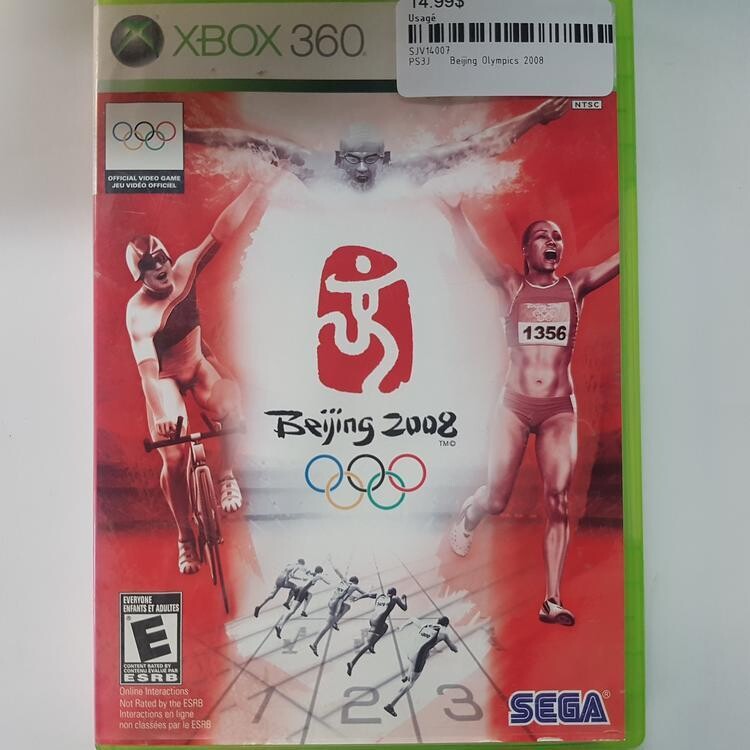 14.99$
Usagé
SJV14007
PS3J Beijing Olympics 2008
XBOX 360
NTSC
OFFICIAL VIDEO GAME
JEU VIDÉO OFFICIEL
1356
Beijing 2008
TM©
EVERYONE
ENFANTS ET ADULTES
E
CONTENT RATED BY
CONTENU ÉVALUÉ PAR
ESRB
Online Interactions
Not Rated by the ESRB
Interactions en ligne
non classées par le ESRB
1 2 3
SEGA®